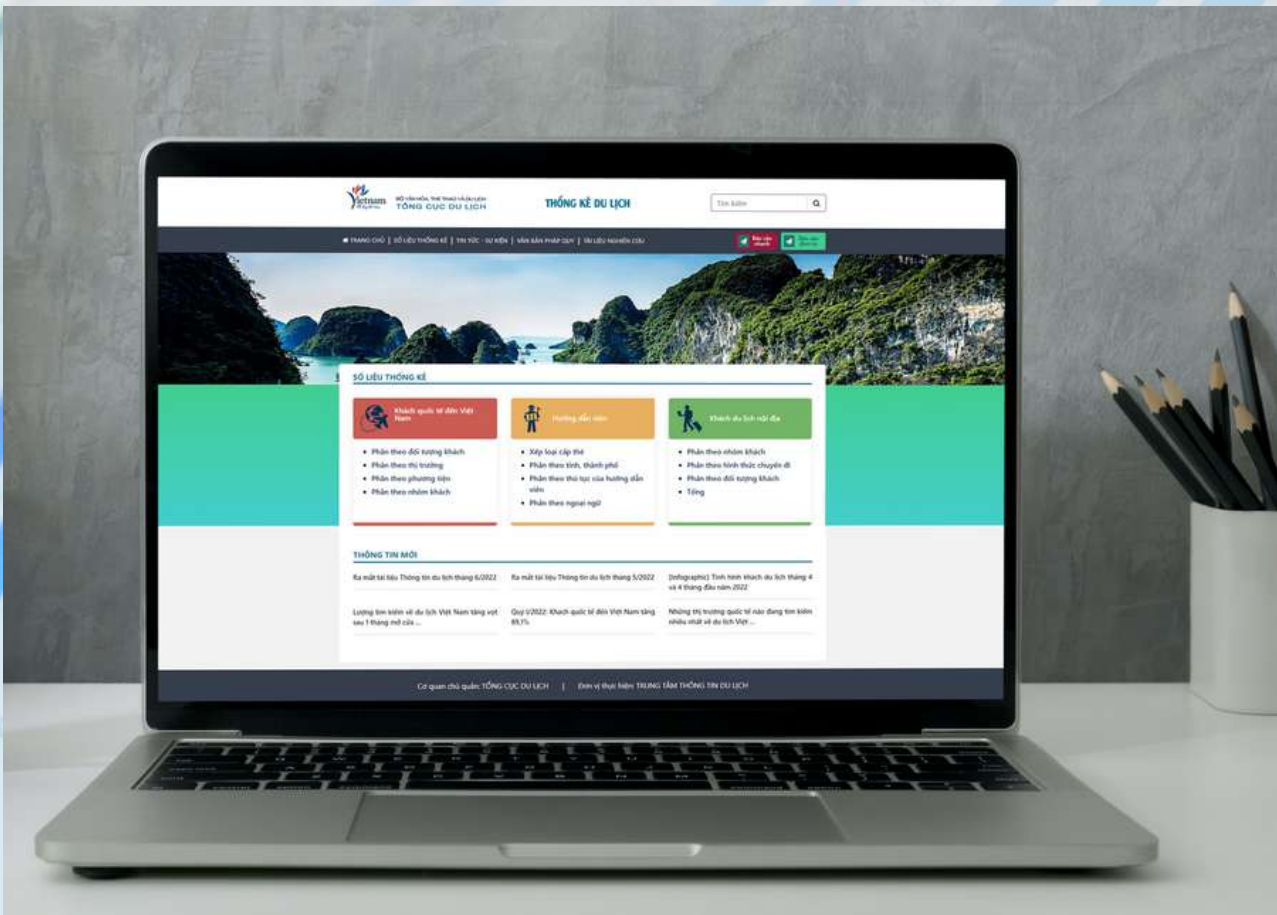 Vietnam
BỘ VĂN HÓA, THỂ THAO VÀ DU LỊCH
TỔNG CỤC DU LỊCH
THỐNG KÊ DU LỊCH
Tìm kiếm
TRANG CHỦ | SỐ LIỆU THỐNG KÊ | TIN TỨC - SỰ KIỆN | VĂN BẢN PHÁP QUY | TÀI LIỆU NGHIÊN CỨU
Báo cáo
nhanh
SỐ LIỆU THỐNG KÊ
Khách quốc tế đến Việt
Nam
Hướng dẫn viên
Khách du lịch nội địa
Phân theo đối tượng khách
Phân theo thị trường
Phân theo phương tiện
Phân theo nhóm khách
Xếp loại cấp thẻ
Phân theo tỉnh, thành phố
Phân theo thủ tục của hướng dẫn
viên
Phân theo ngoại ngữ
Phân theo nhóm khách
Phân theo hình thức chuyến đi
Phân theo đối tượng khách
Tổng
THÔNG TIN MỚI
Ra mắt tài liệu Thông tin du lịch tháng 6/2022
Ra mắt tài liệu Thông tin du lịch tháng 5/2022
[Infographic] Tình hình khách du lịch tháng 4
và 4 tháng đầu năm 2022
Lượng tìm kiếm về du lịch Việt Nam tăng vọt
sau 1 tháng mở cửa ...
Quý I/2022: Khách quốc tế đến Việt Nam tăng
89,1%
Những thị trường quốc tế nào đang tìm kiếm
nhiều nhất về du lịch Việt ...
Cơ quan chủ quản: TỔNG CỤC DU LỊCH | Đơn vị thực hiện: TRUNG TÂM THÔNG TIN DU LỊCH